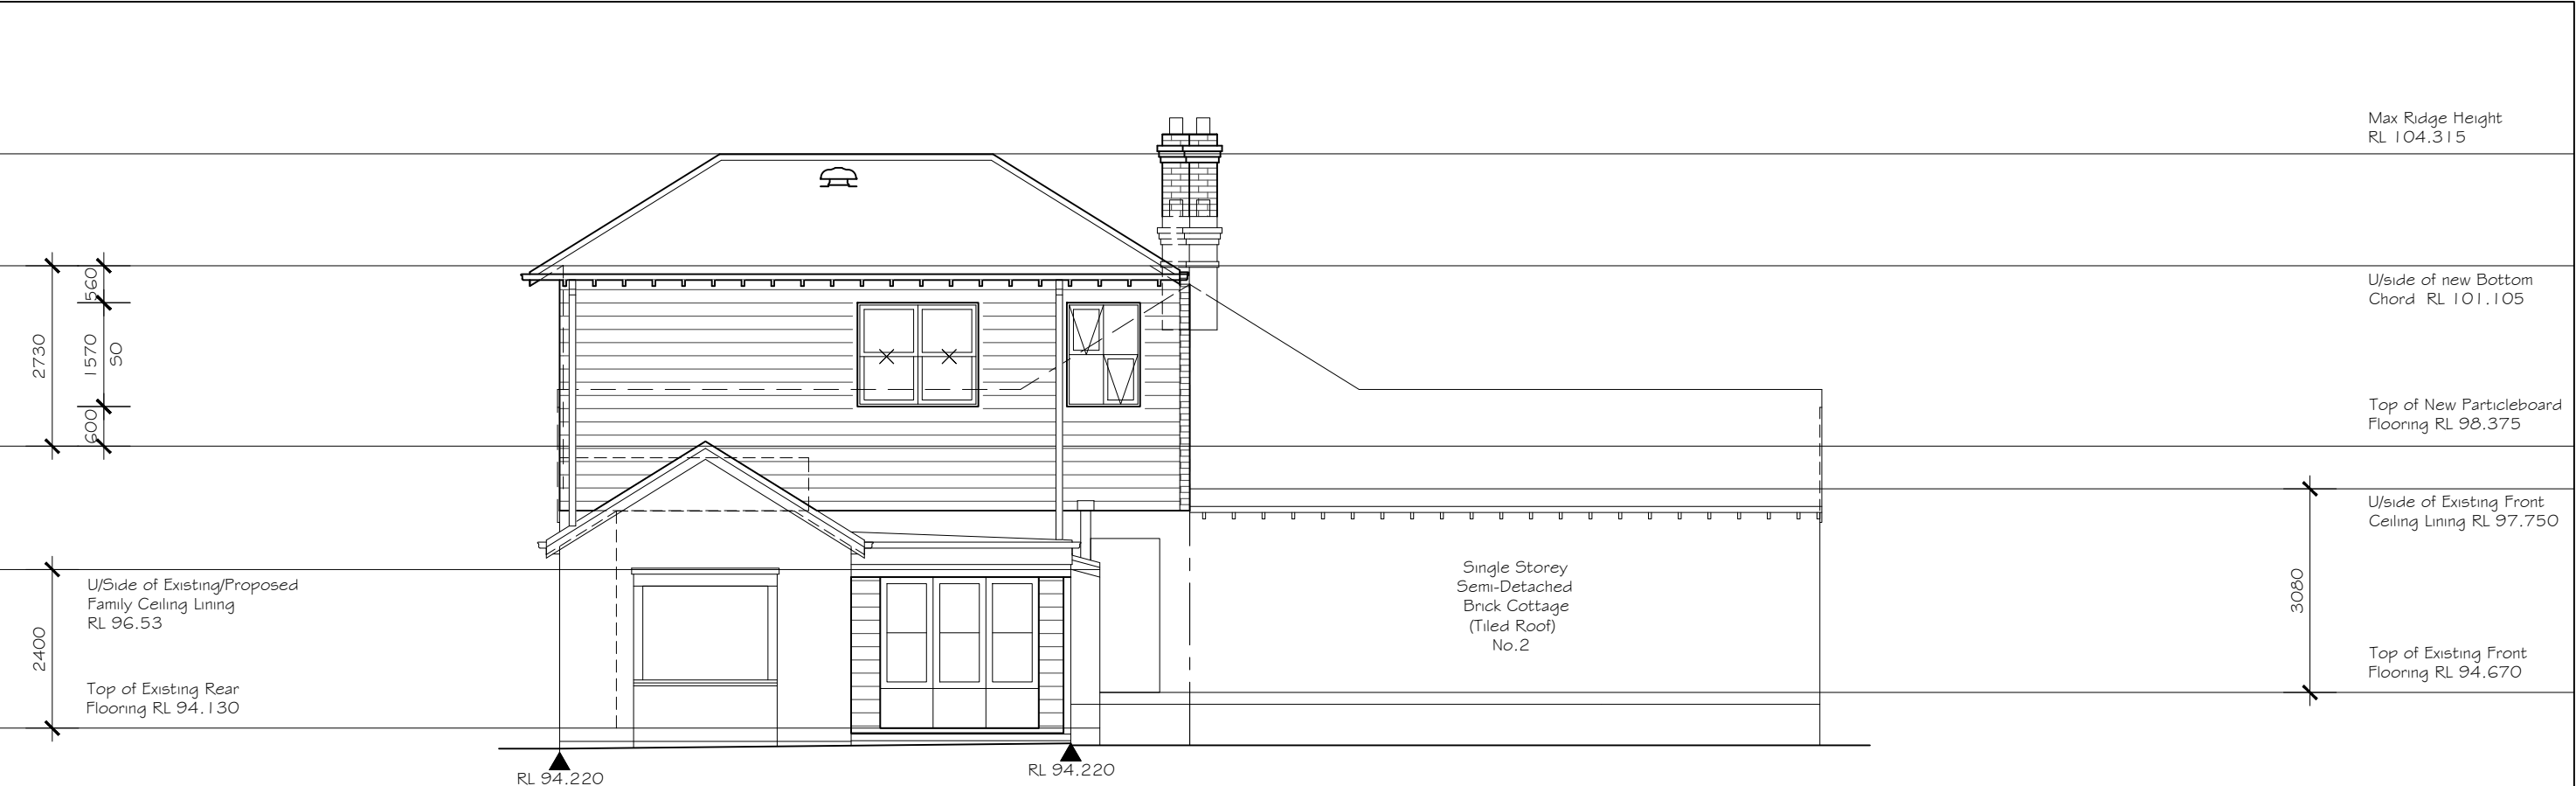 Max Ridge Height
RL 104.315
U/side of new Bottom
Chord RL 101.105
560
2730
1570
50
600
Top of New Particleboard
Flooring RL 98.375
U/side of Existing Front
Ceiling Lining RL 97.750
U/Side of Existing/Proposed
Family Ceiling Lining
RL 96.53
2400
Single Storey
Semi-Detached
Brick Cottage
(Tiled Roof)
No.2
3080
Top of Existing Front
Flooring RL 94.670
Top of Existing Rear
Flooring RL 94.130
RL 94.220
RL 94.220